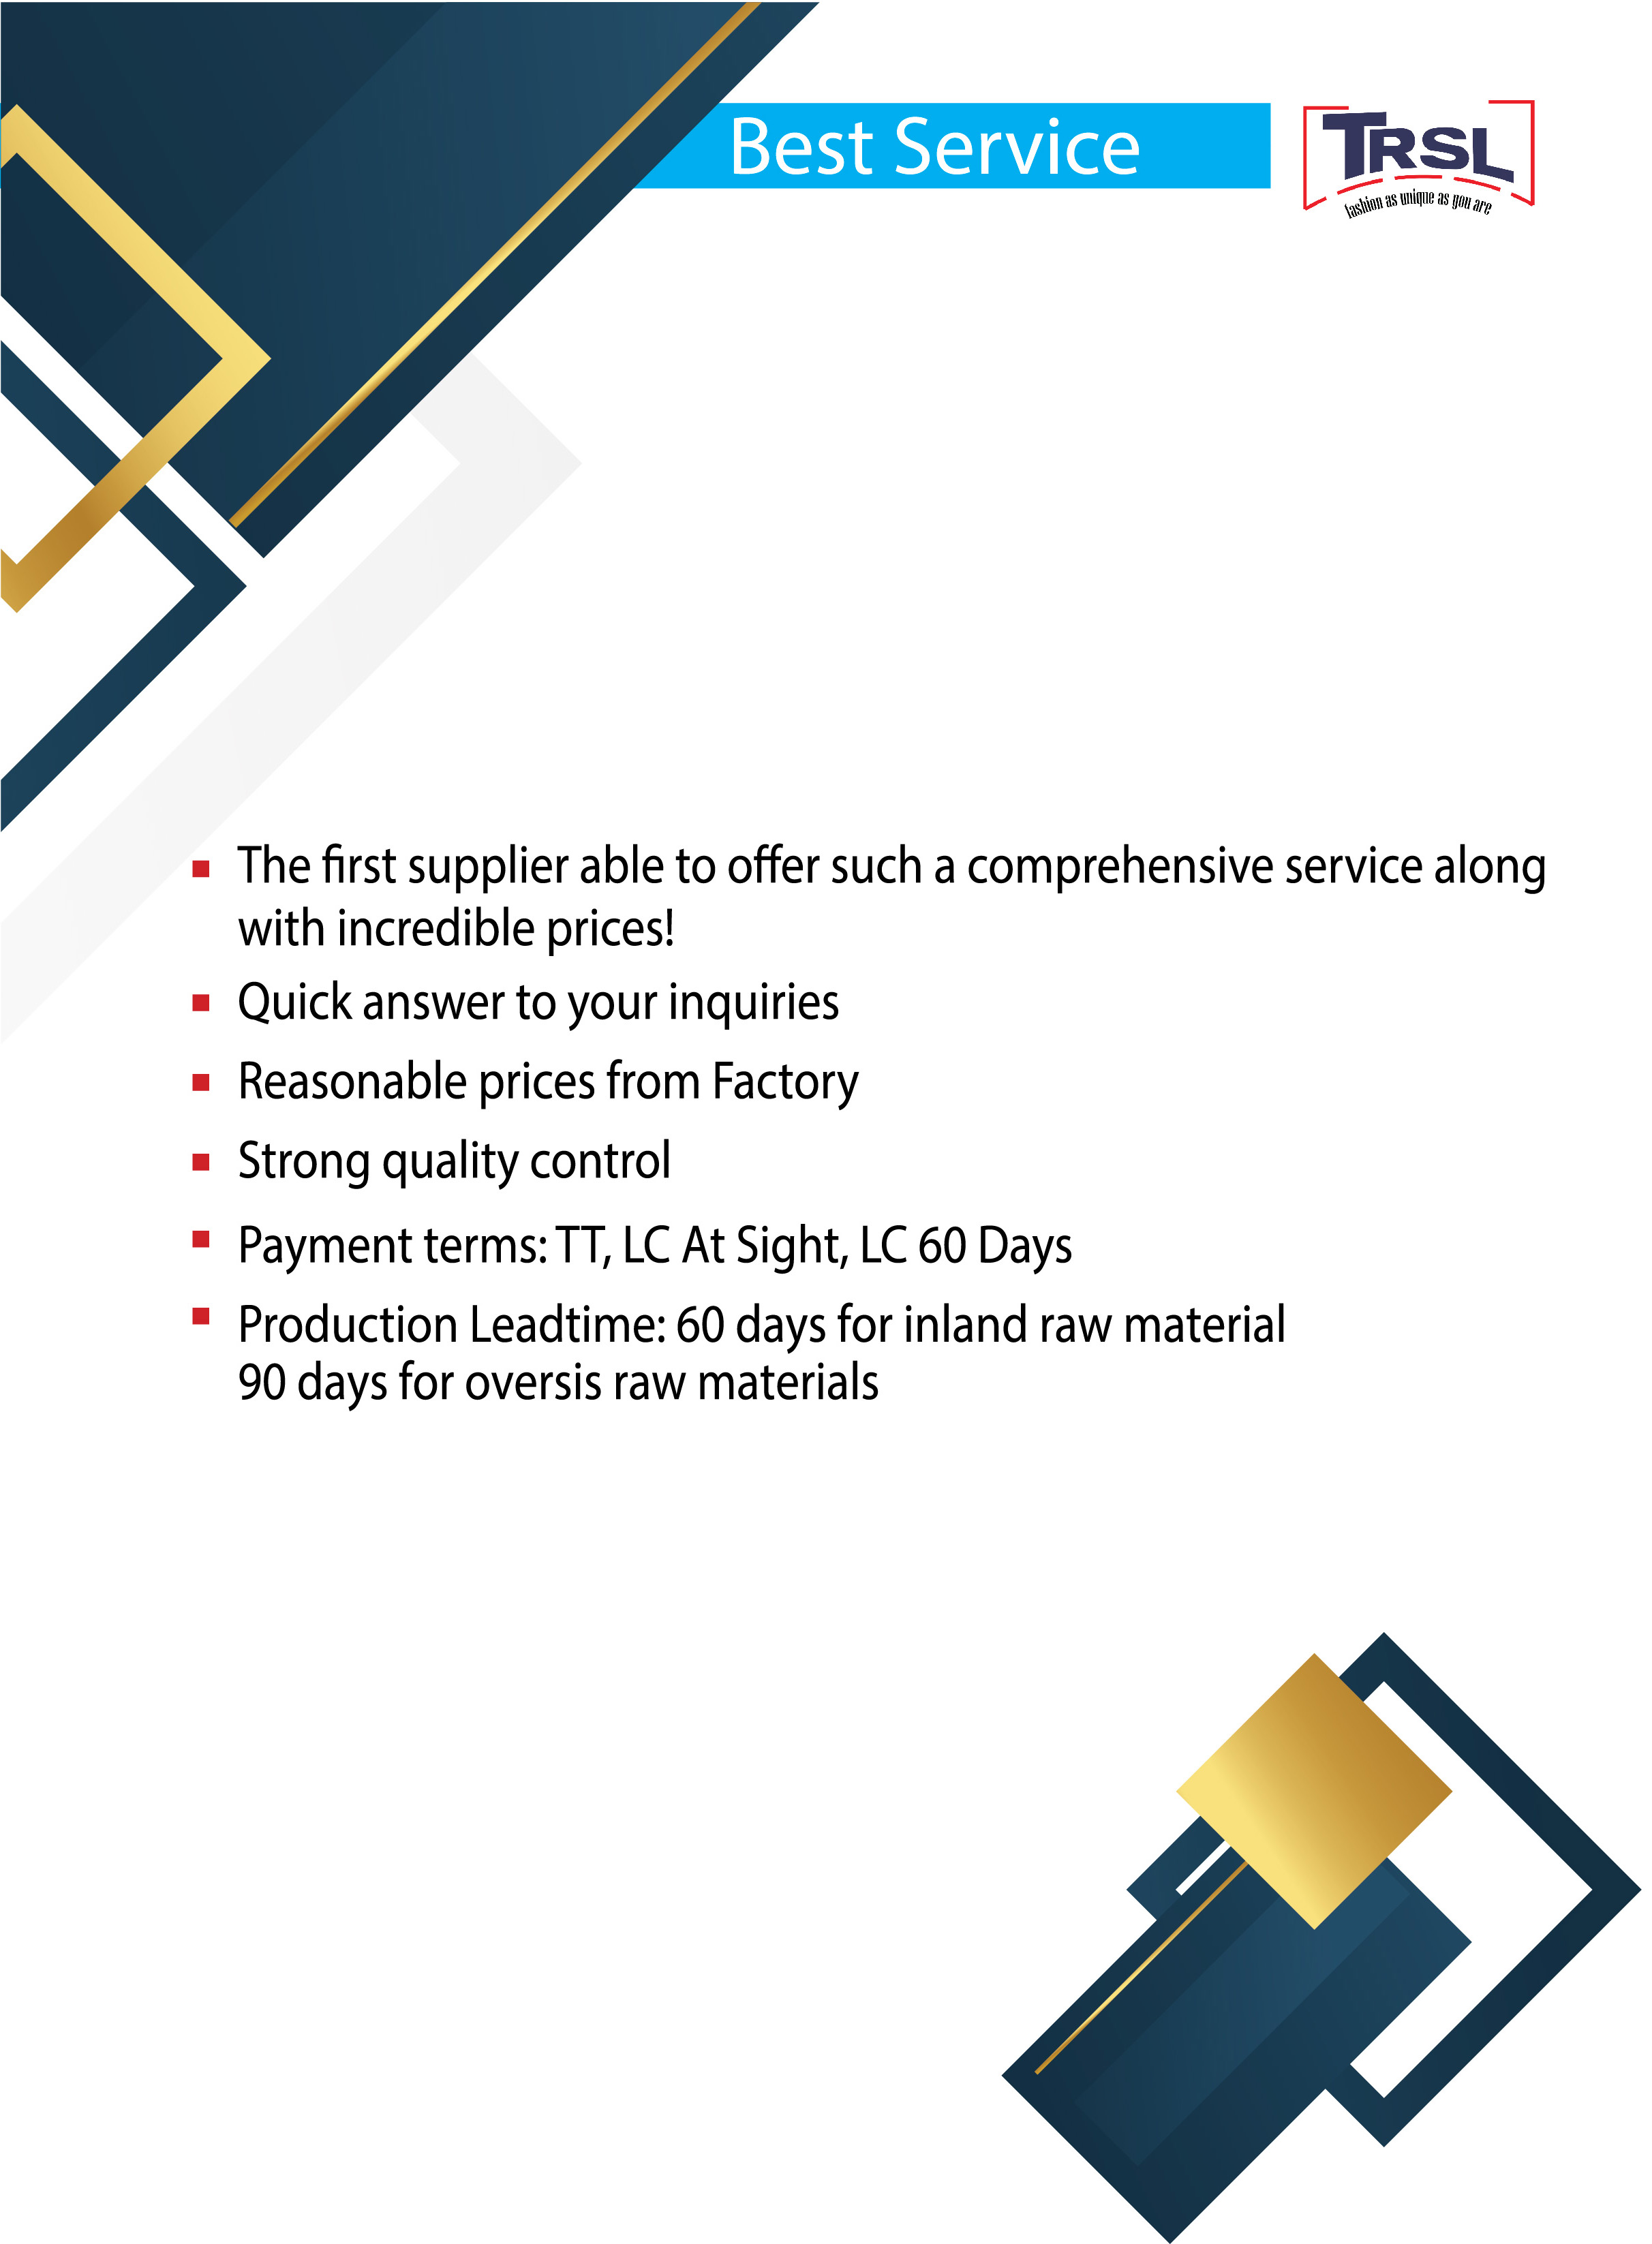 Best Service
TRSL
fashion as unique as you are
The first supplier able to offer such a comprehensive service along
with incredible prices!
Quick answer to your inquiries
Reasonable prices from Factory
Strong quality control
Payment terms: TT, LC At Sight, LC 60 Days
Production Leadtime: 60 days for inland raw material
90 days for oversis raw materials